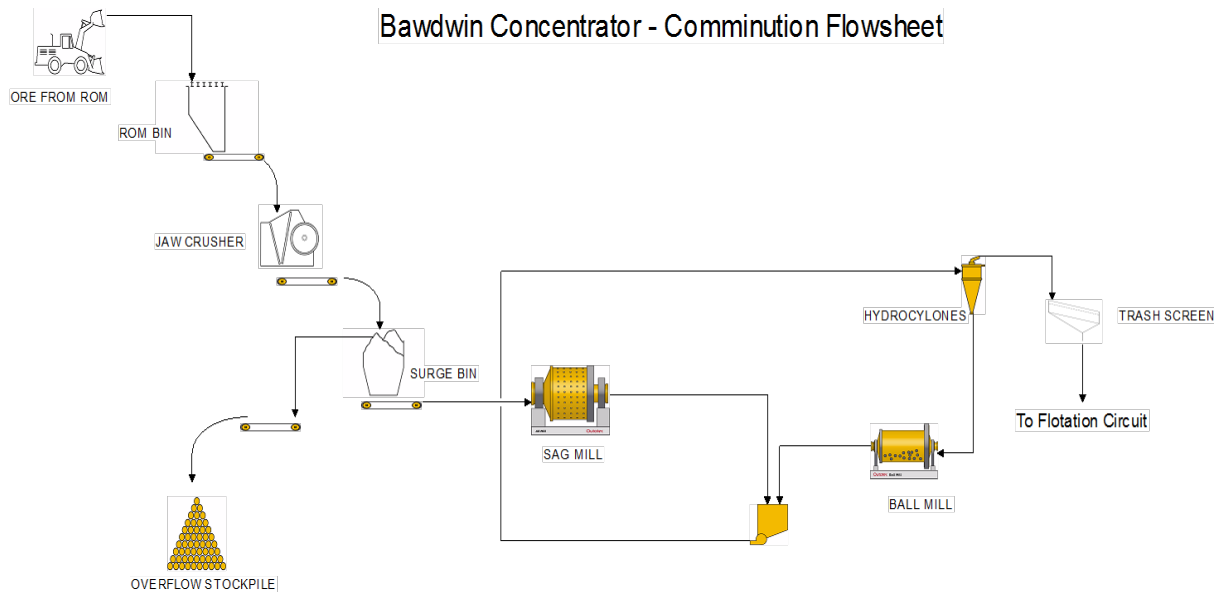 Bawdwin Concentrator - Comminution Flowsheet
ORE FROM ROM
ROM BIN
JAW CRUSHER
HYDROCYLONES
TRASH SCREEN
SURGE BIN
To Flotation Circuit
SAG MILL
BALL MILL
OVERFLOW STOCKPILE